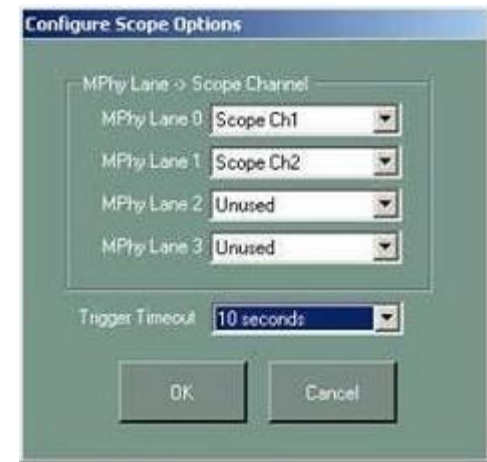 Configure Scope Options
MPhy Lane -> Scope Channel
MPhy Lane 0 Scope Ch1
MPhy Lane 1 Scope Ch2
MPhy Lane 2 Unused
MPhy Lane 3 Unused
Trigger Timeout 10 seconds
OK Cancel